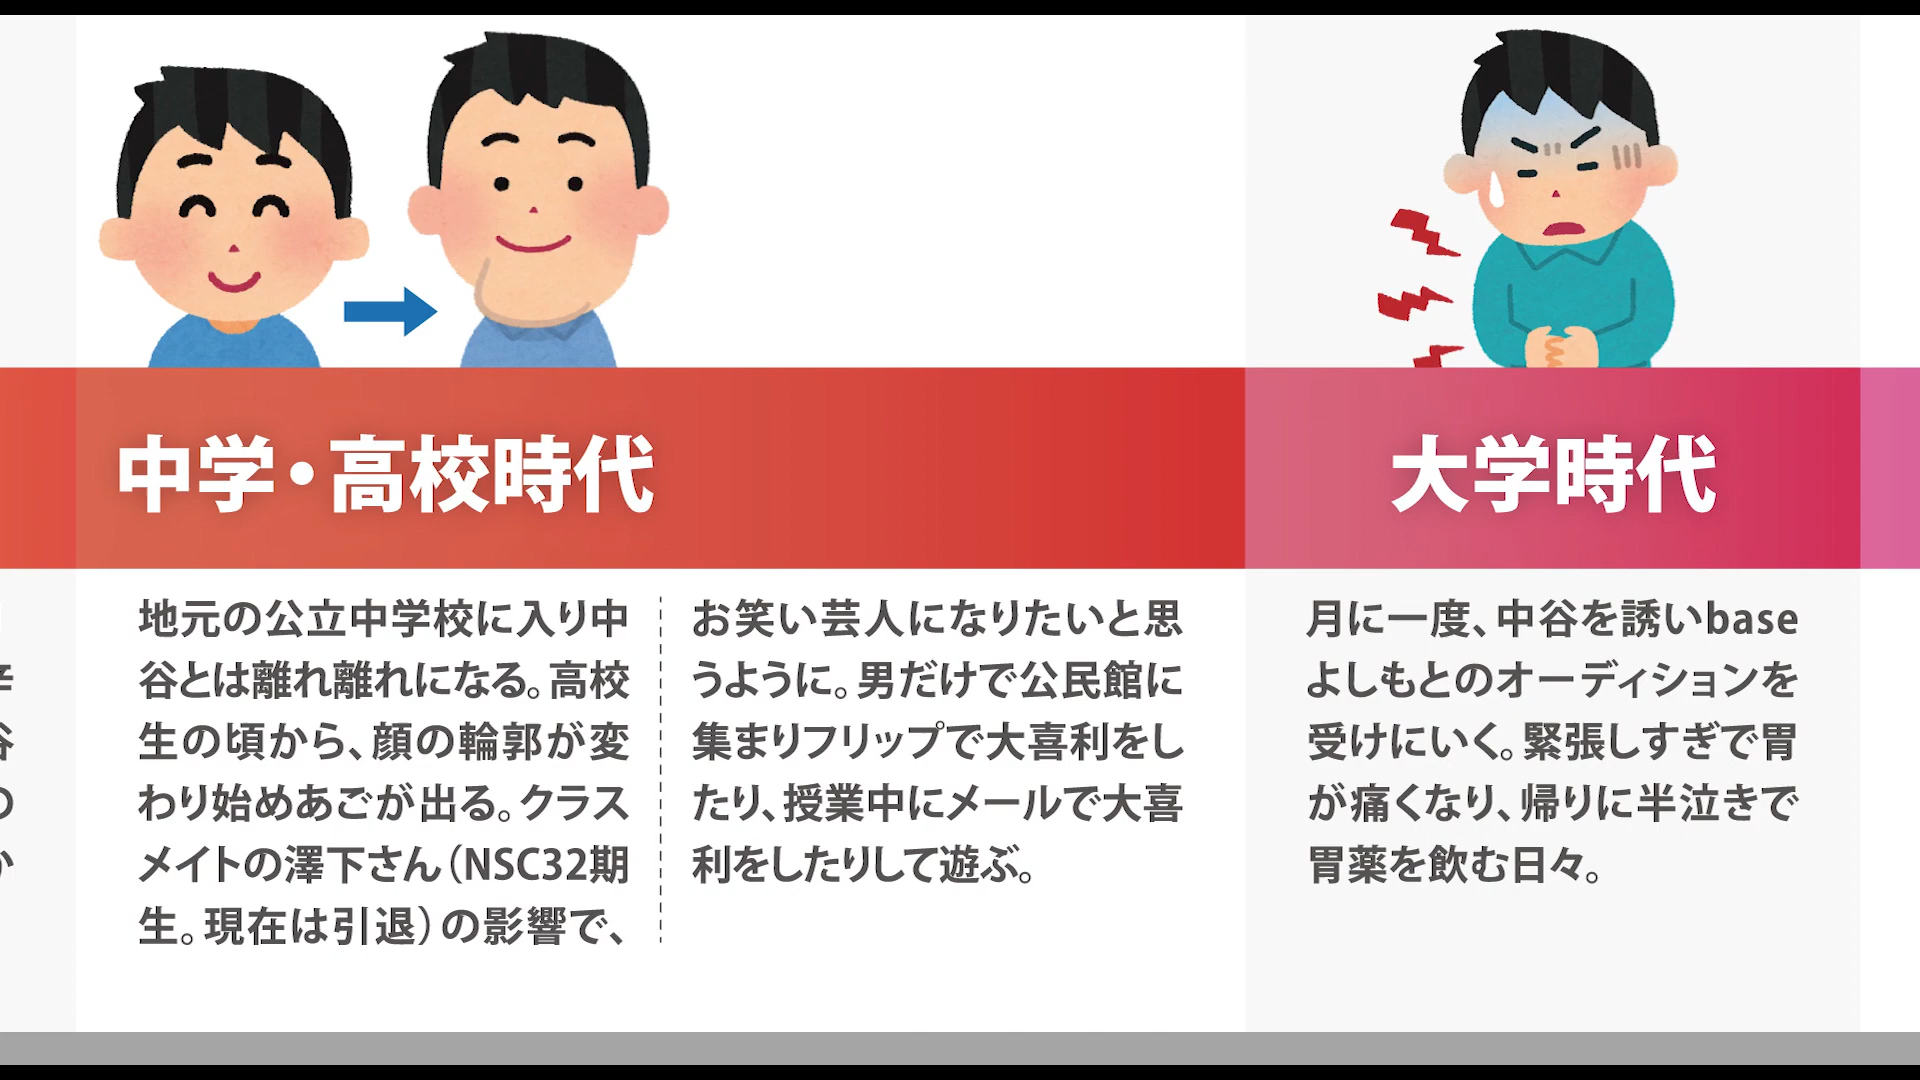 中学・高校時代
地元の公立中学校に入り中
谷とは離れ離れになる。高校
生の頃から、顔の輪郭が変
わり始めあごが出る。クラス
メイトの澤下さん（NSC32期
生。現在は引退）の影響で、
お笑い芸人になりたいと思
うように。男だけで公民館に
集まりフリップで大喜利をし
たり、授業中にメールで大喜
利をしたりして遊ぶ。
大学時代
月に一度、中谷を誘いbase
よしもとのオーディションを
受けにいく。緊張しすぎで胃
が痛くなり、帰りに半泣きで
胃薬を飲む日々。